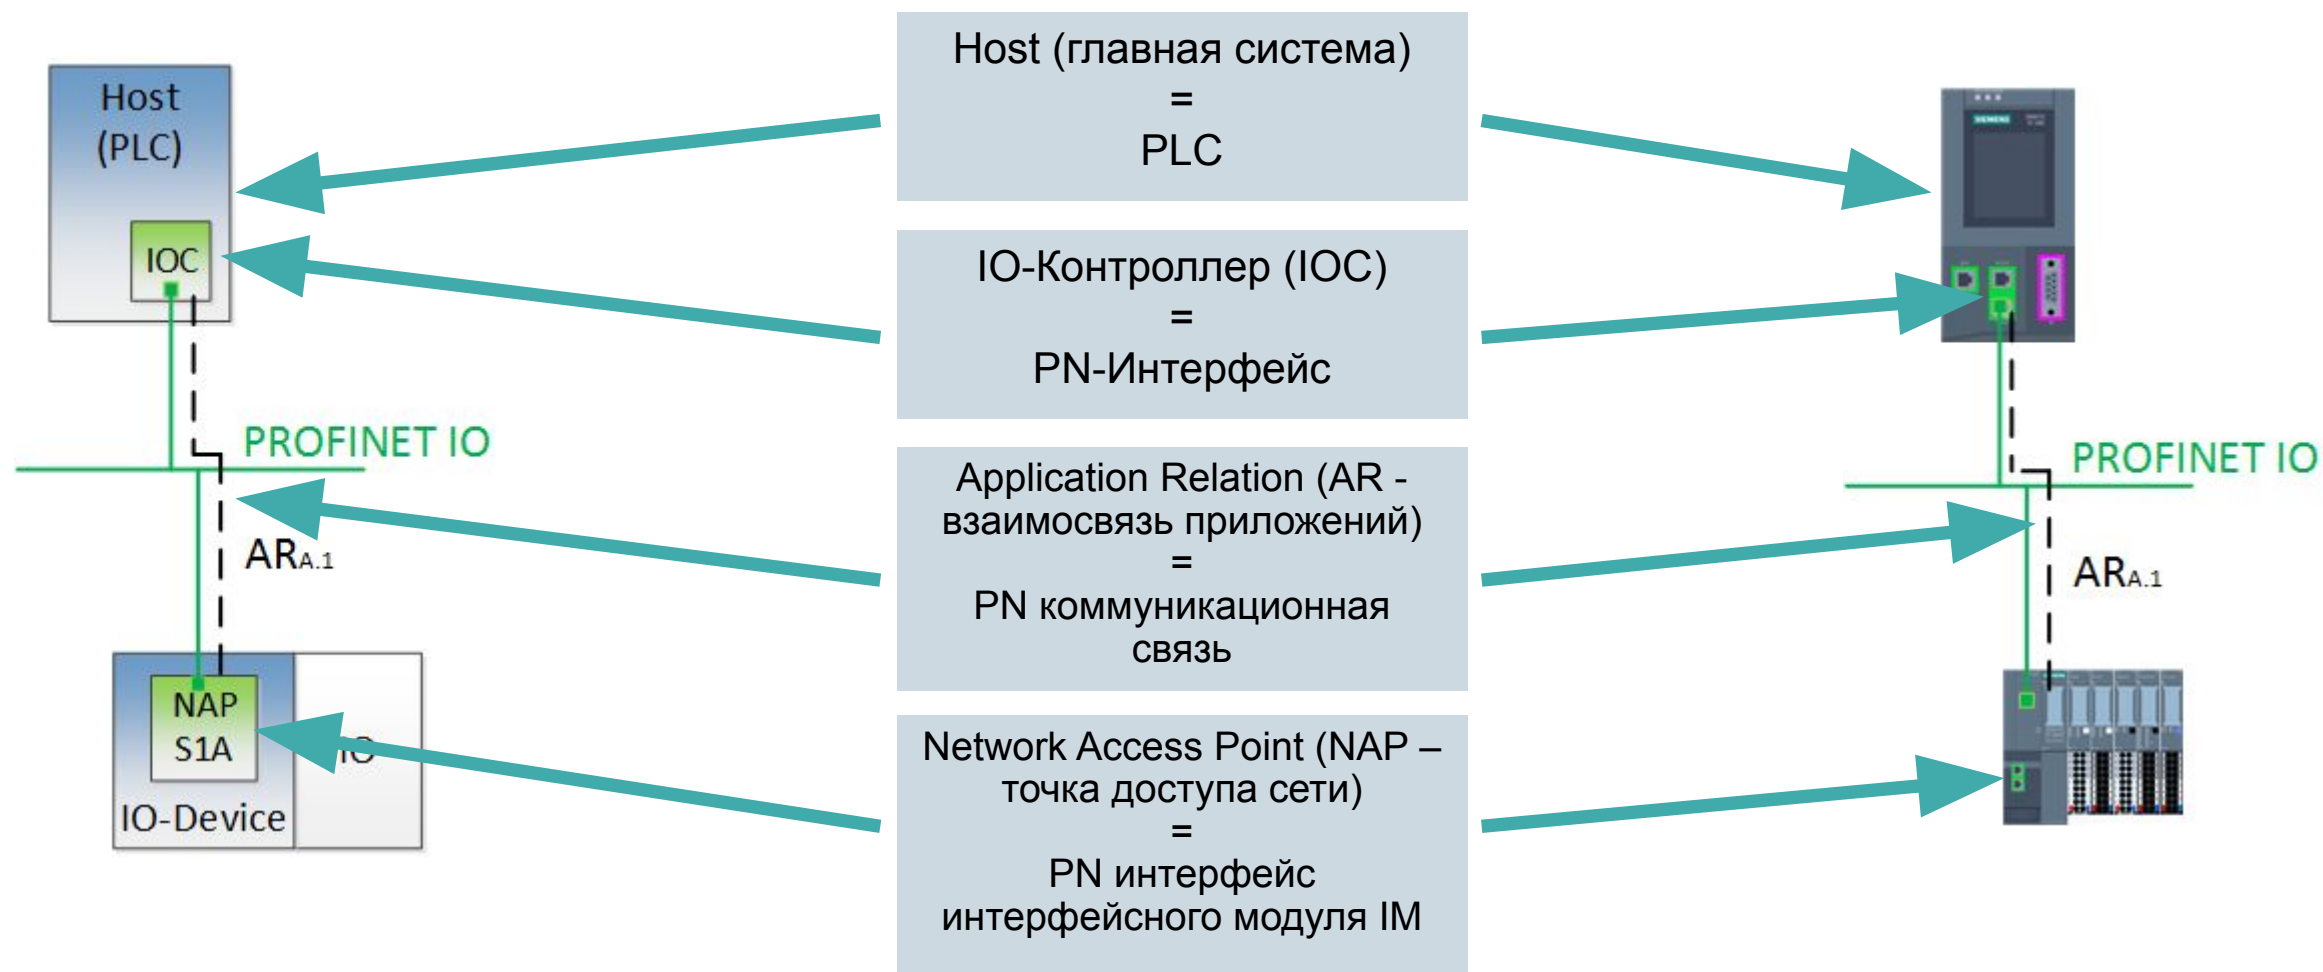 Host
(PLC)
IOC
PROFINET IO
ARA.1
NAP
S1A
IO
IO-Device
Host (главная система)
=
PLC
IO-Контроллер (IOC)
=
PN-Интерфейс
Application Relation (AR -
взаимосвязь приложений)
=
PN коммуникационная
связь
Network Access Point (NAP –
точка доступа сети)
=
PN интерфейс
интерфейсного модуля IM
SIEMENS
PROFINET IO
ARA.1